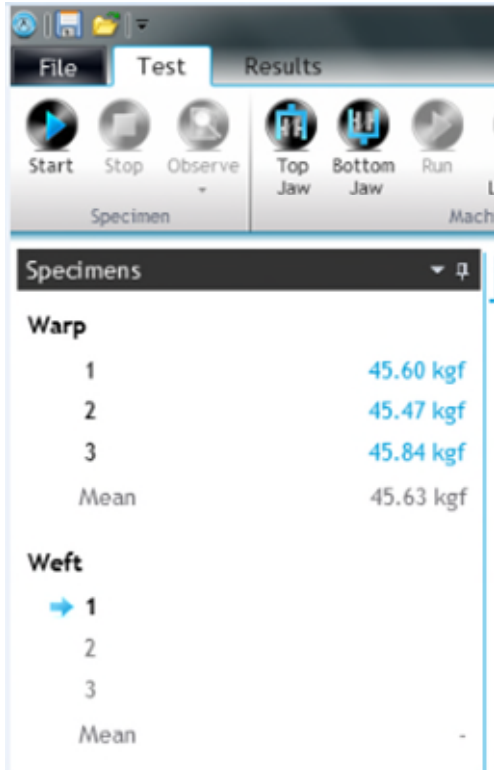 File Test Results
Start Stop Observe Top Jaw Bottom Jaw Run
Specimen
Specimens
Warp
1 45.60 kgf
2 45.47 kgf
3 45.84 kgf
Mean 45.63 kgf
Weft
1
2
3
Mean -